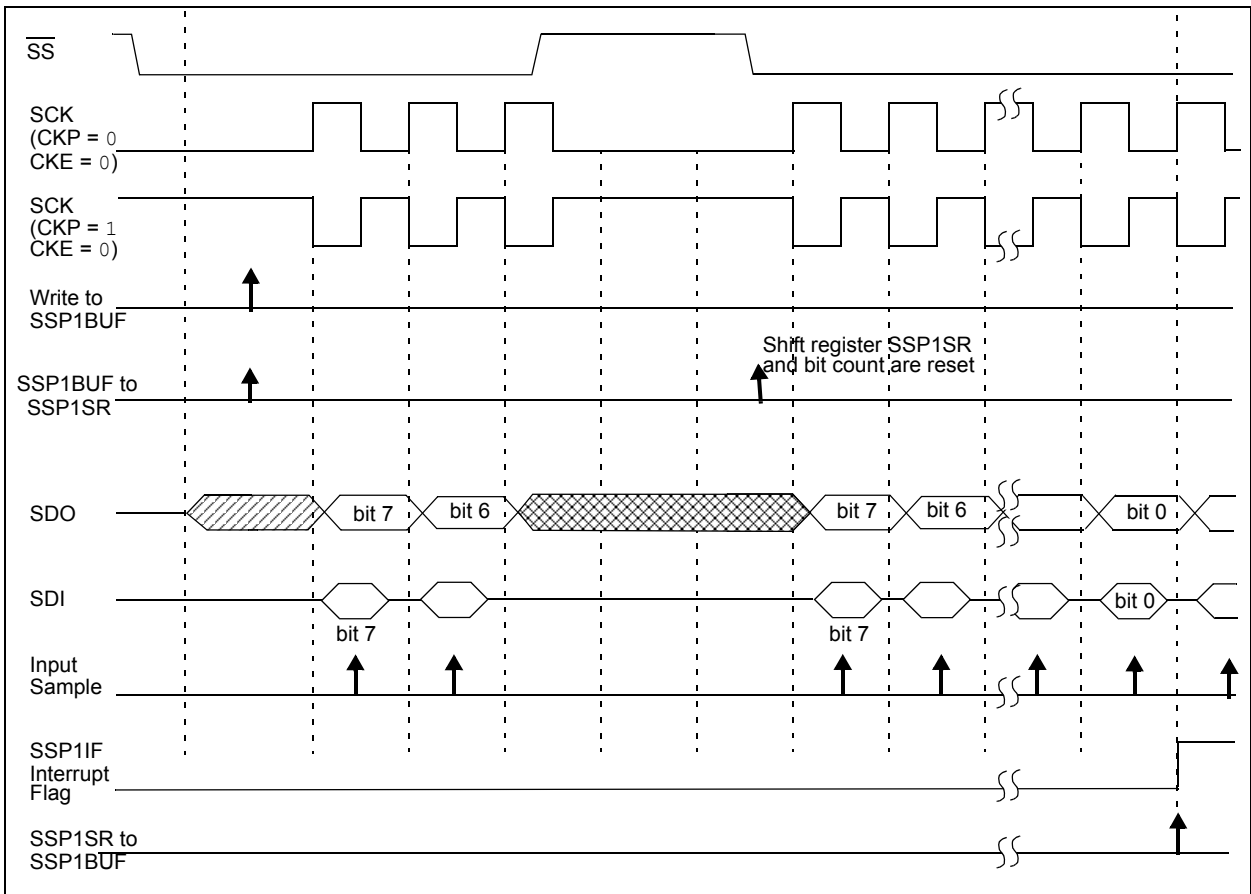 SS
SCK
(CKP = 0
CKE = 0)
SCK
(CKP = 1
CKE = 0)
Write to
SSP1BUF
Shift register SSP1SR
and bit count are reset
SSP1BUF to
SSP1SR
SDO
bit 7
bit 6
bit 7
bit 6
bit 0
SDI
bit 0
bit 7
bit 7
Input
Sample
SSP1IF
Interrupt
Flag
SSP1SR to
SSP1BUF